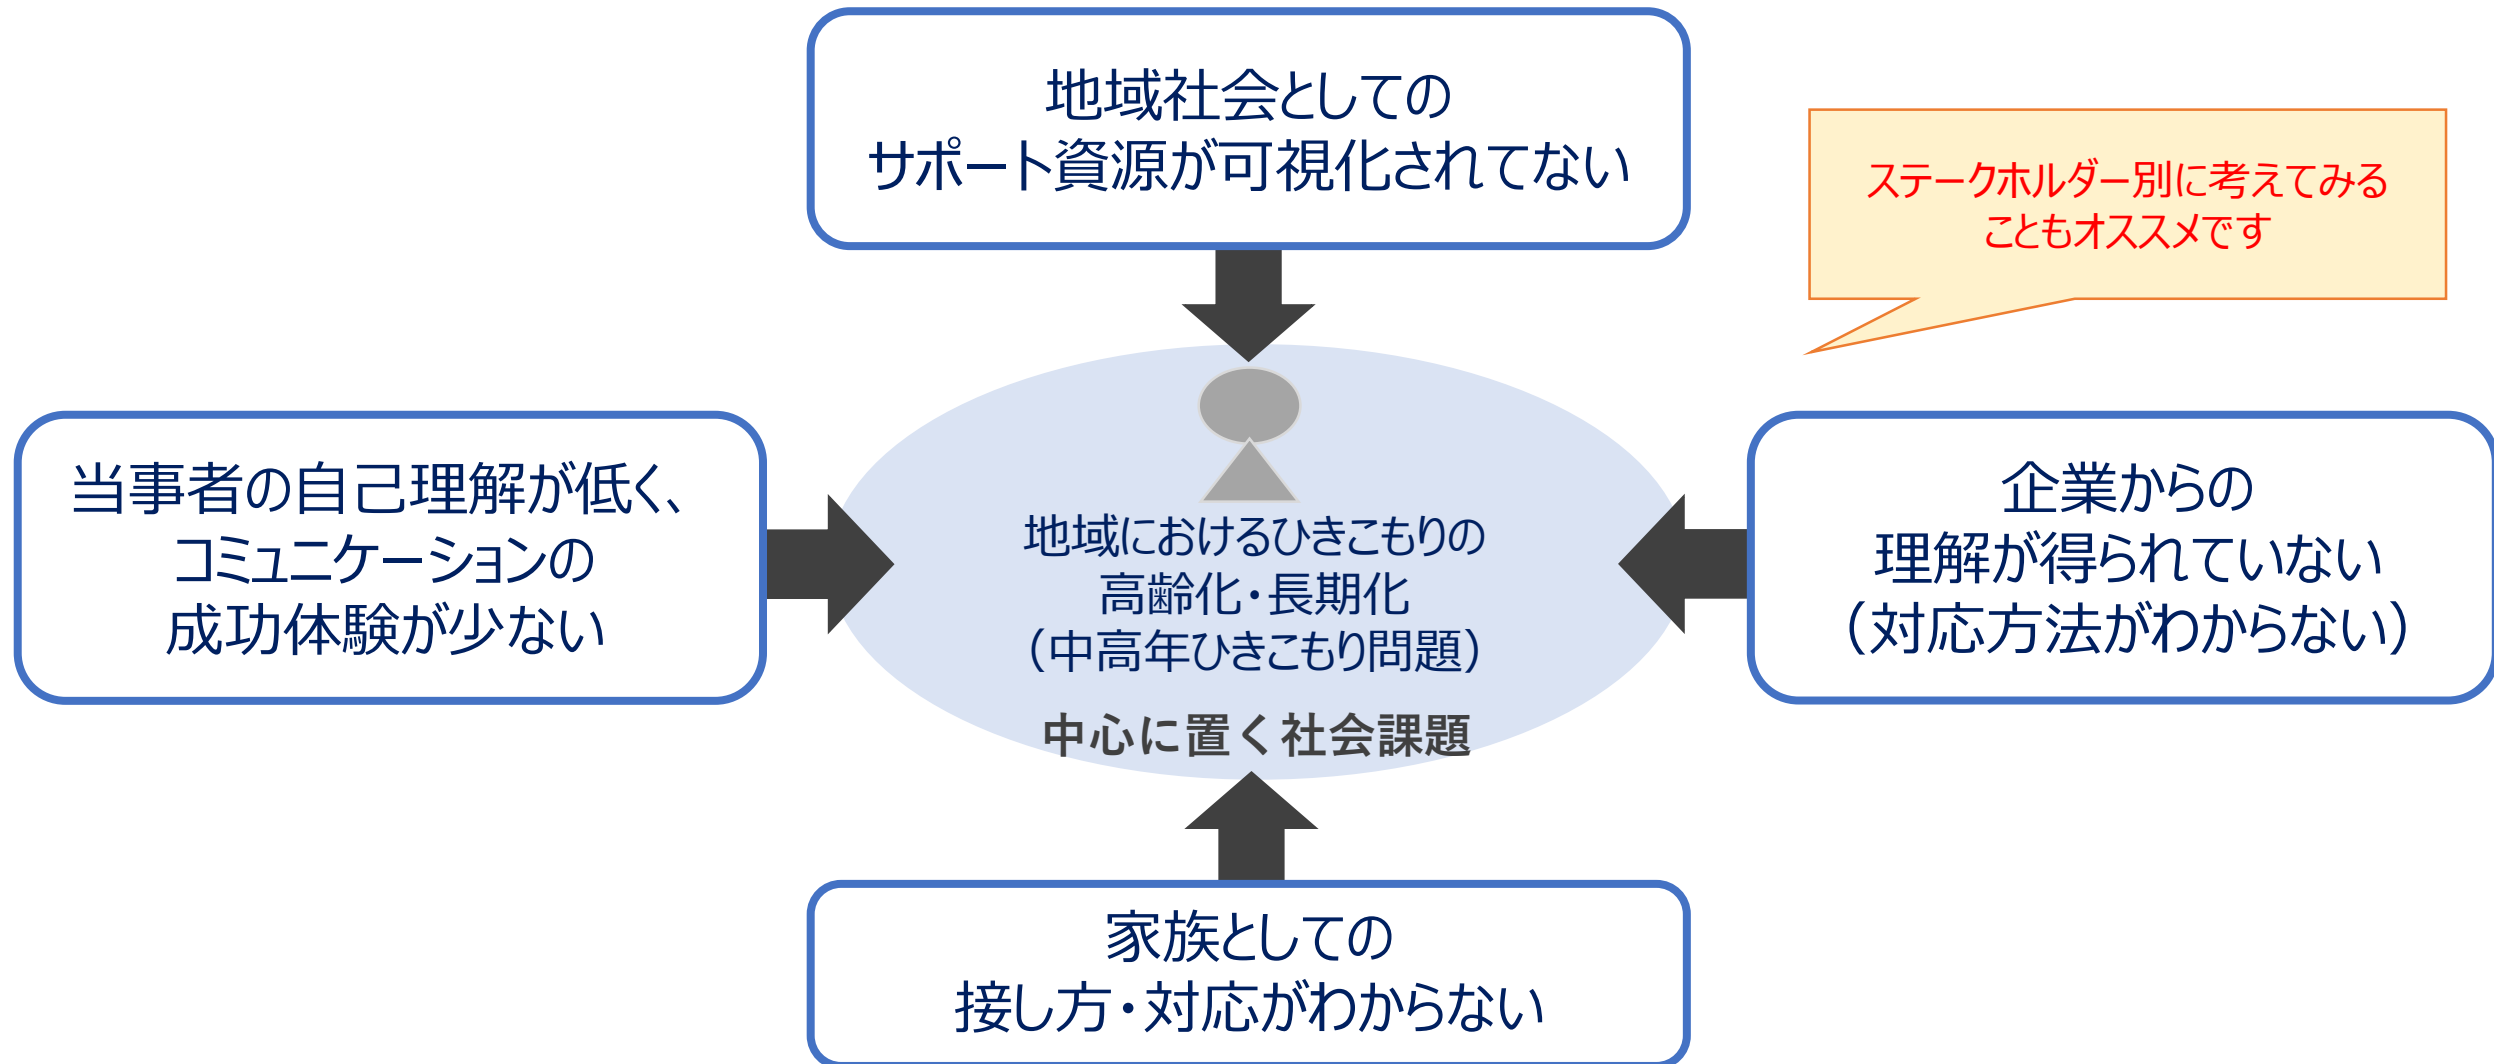 地域社会としての
サポート資源が可視化されてない
ステークホルダー別に考えてみる
こともオススメです
当事者の自己理解が低く、
コミュニケーションの
成功体験が少ない
地域におけるひきこもりの
高齢化・長期化
(中高年ひきこもり問題)
中心に置く社会課題
企業からの
理解が得られていない
(対応方法がわからない)
家族としての
接し方・対応がわからない